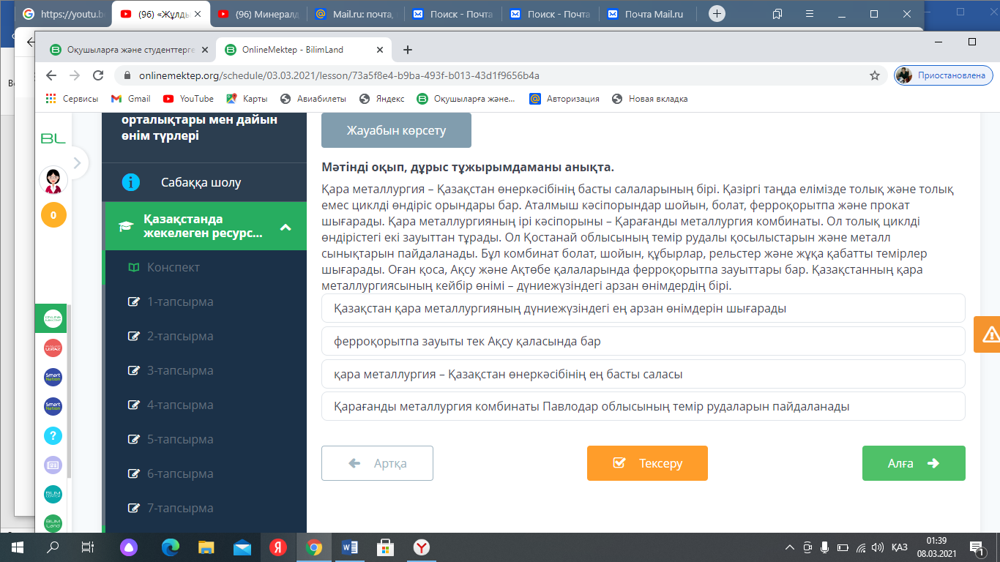 https://youtu.b
(96) «Жұлды
(96) Минерал
Mail.ru: почта,
Поиск - Почта
Поиск - Почта
Почта Mail.ru
Оқушыларға және студенттерге
OnlineMektep - BilimLand
onlinemektep.org/schedule/03.03.2021/lesson/73a5f8e4-b9ba-493f-b013-43d1f9656b4a
Приостановлена
Сервисы
Gmail
YouTube
Карты
Авиабилеты
Яндекс
Оқушыларға және...
Авторизация
Новая вкладка
BL
0
орталықтары мен дайын
өнім түрлері
Сабаққа шолу
Қазақстанда
жекелеген ресурс...
Конспект
1-тапсырма
2-тапсырма
3-тапсырма
4-тапсырма
5-тапсырма
6-тапсырма
7-тапсырма
Жауабын көрсету
Мәтінді оқып, дұрыс тұжырымдаманы анықта.
Қара металлургия – Қазақстан өнеркәсібінің басты салаларының бірі. Қазіргі таңда елімізде толық және толық
емес циклді өндіріс орындары бар. Аталмыш кәсіпорындар шойын, болат, ферроқорытпа және прокат
шығарады. Қара металлургияның ірі кәсіпорыны – Қарағанды металлургия комбинаты. Ол толық циклді
өндірістегі екі зауыттан тұрады. Ол Қостанай облысының темір рудалы қосылыстарын және металл
сынықтарын пайдаланады. Бұл комбинат болат, шойын, құбырлар, рельстер және жұқа қабатты темірлер
шығарады. Оған қоса, Ақсу және Ақтөбе қалаларында ферроқорытпа зауыттары бар. Қазақстанның қара
металлургиясының кейбір өнімі – дүниежүзіндегі арзан өнімдердің бірі.
Қазақстан қара металлургияның дүниежүзіндегі ең арзан өнімдерін шығарады
ферроқорытпа зауыты тек Ақсу қаласында бар
қара металлургия – Қазақстан өнеркәсібінің ең басты саласы
Қарағанды металлургия комбинаты Павлодар облысының темір рудаларын пайдаланады
Артқа
Тексеру
Алға
ҚАЗ
01:39
08.03.2021
1